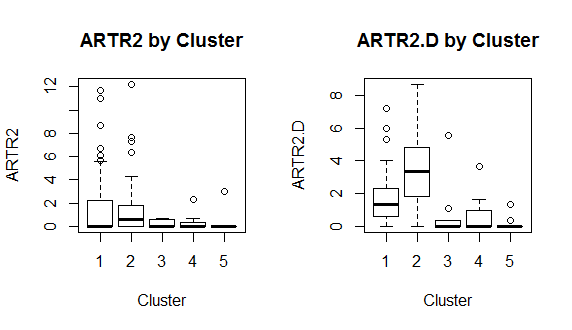 ARTR2 by Cluster
ARTR2
12
8
6
4
2
0
1 2 3 4 5
Cluster
ARTR2.D by Cluster
ARTR2.D
8
6
4
2
0
1 2 3 4 5
Cluster